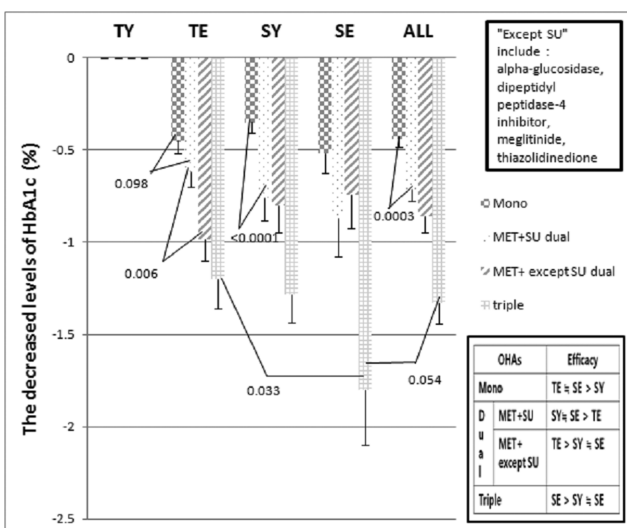 TY TE SY SE ALL
The decreased levels of HbA1c (%)
0
-0.5
-1
-1.5
-2
-2.5
0.098
0.006
<0.0001
0.0003
0.033
0.054
"Except SU"
include :
alpha-glucosidase,
dipeptidyl
peptidase-4
inhibitor,
meglitinide,
thiazolidinedione
Mono
MET+SU dual
MET+ except SU dual
triple
OHAs Efficacy
Mono TE ≒ SE > SY
Dual MET+SU SY≒ SE > TE
MET+
except SU TE > SY ≒ SE
Triple SE > SY ≒ SE